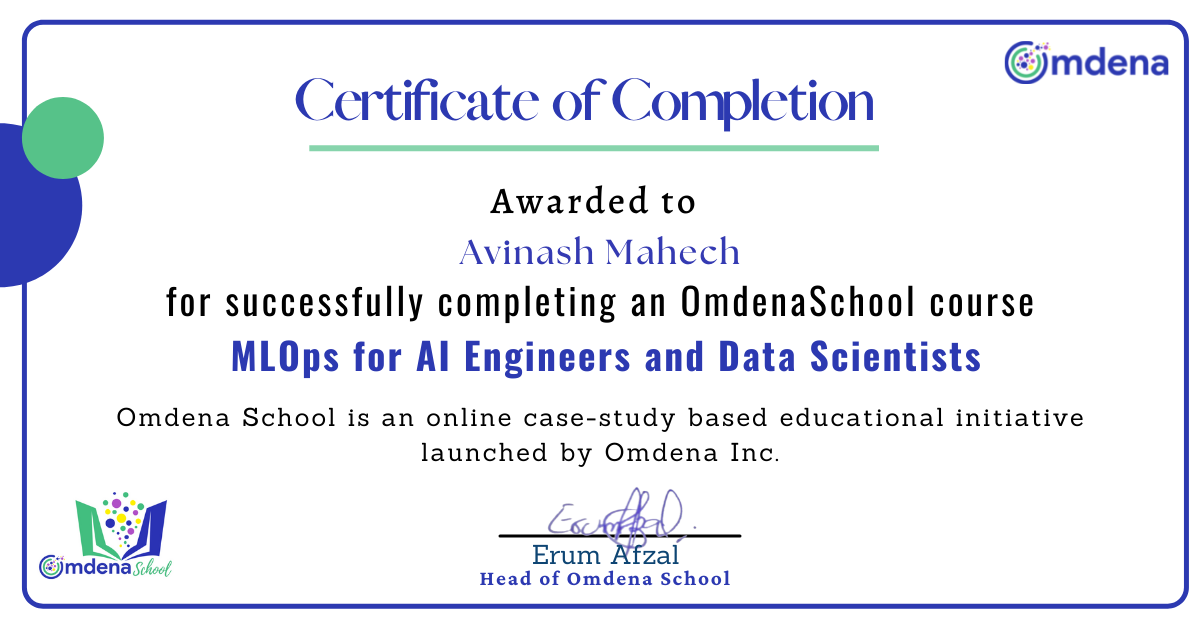 Omdena
Certificate of Completion
Awarded to
Avinash Mahech
for successfully completing an OmdenaSchool course
MLOps for AI Engineers and Data Scientists
Omdena School is an online case-study based educational initiative
launched by Omdena Inc.
Erum Afzal
Head of Omdena School
Omdena School